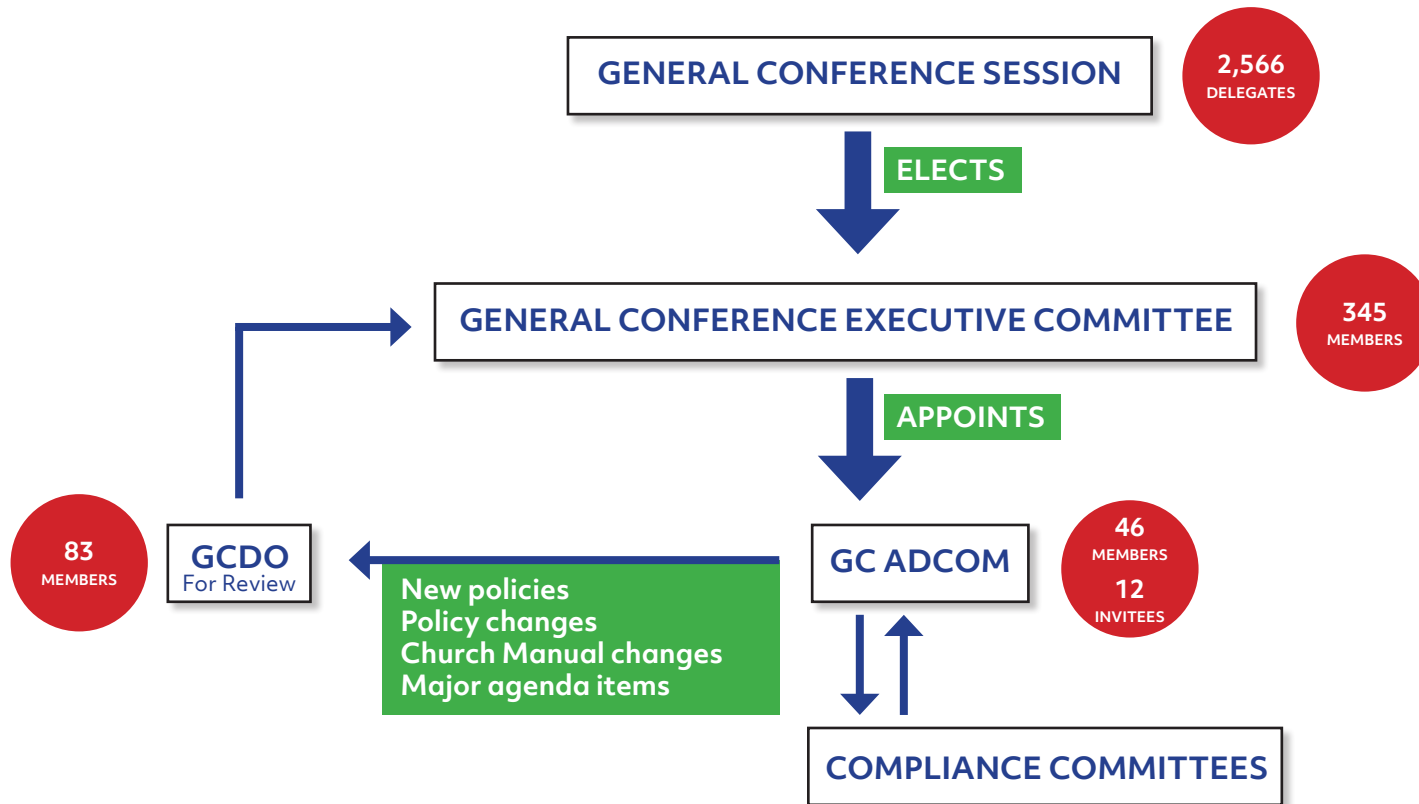 GENERAL CONFERENCE SESSION
2,566
DELEGATES
ELECTS
GENERAL CONFERENCE EXECUTIVE COMMITTEE
345
MEMBERS
APPOINTS
83
MEMBERS
GCDO
For Review
New policies
Policy changes
Church Manual changes
Major agenda items
GC ADCOM
46
MEMBERS
12
INVITEES
COMPLIANCE COMMITTEES